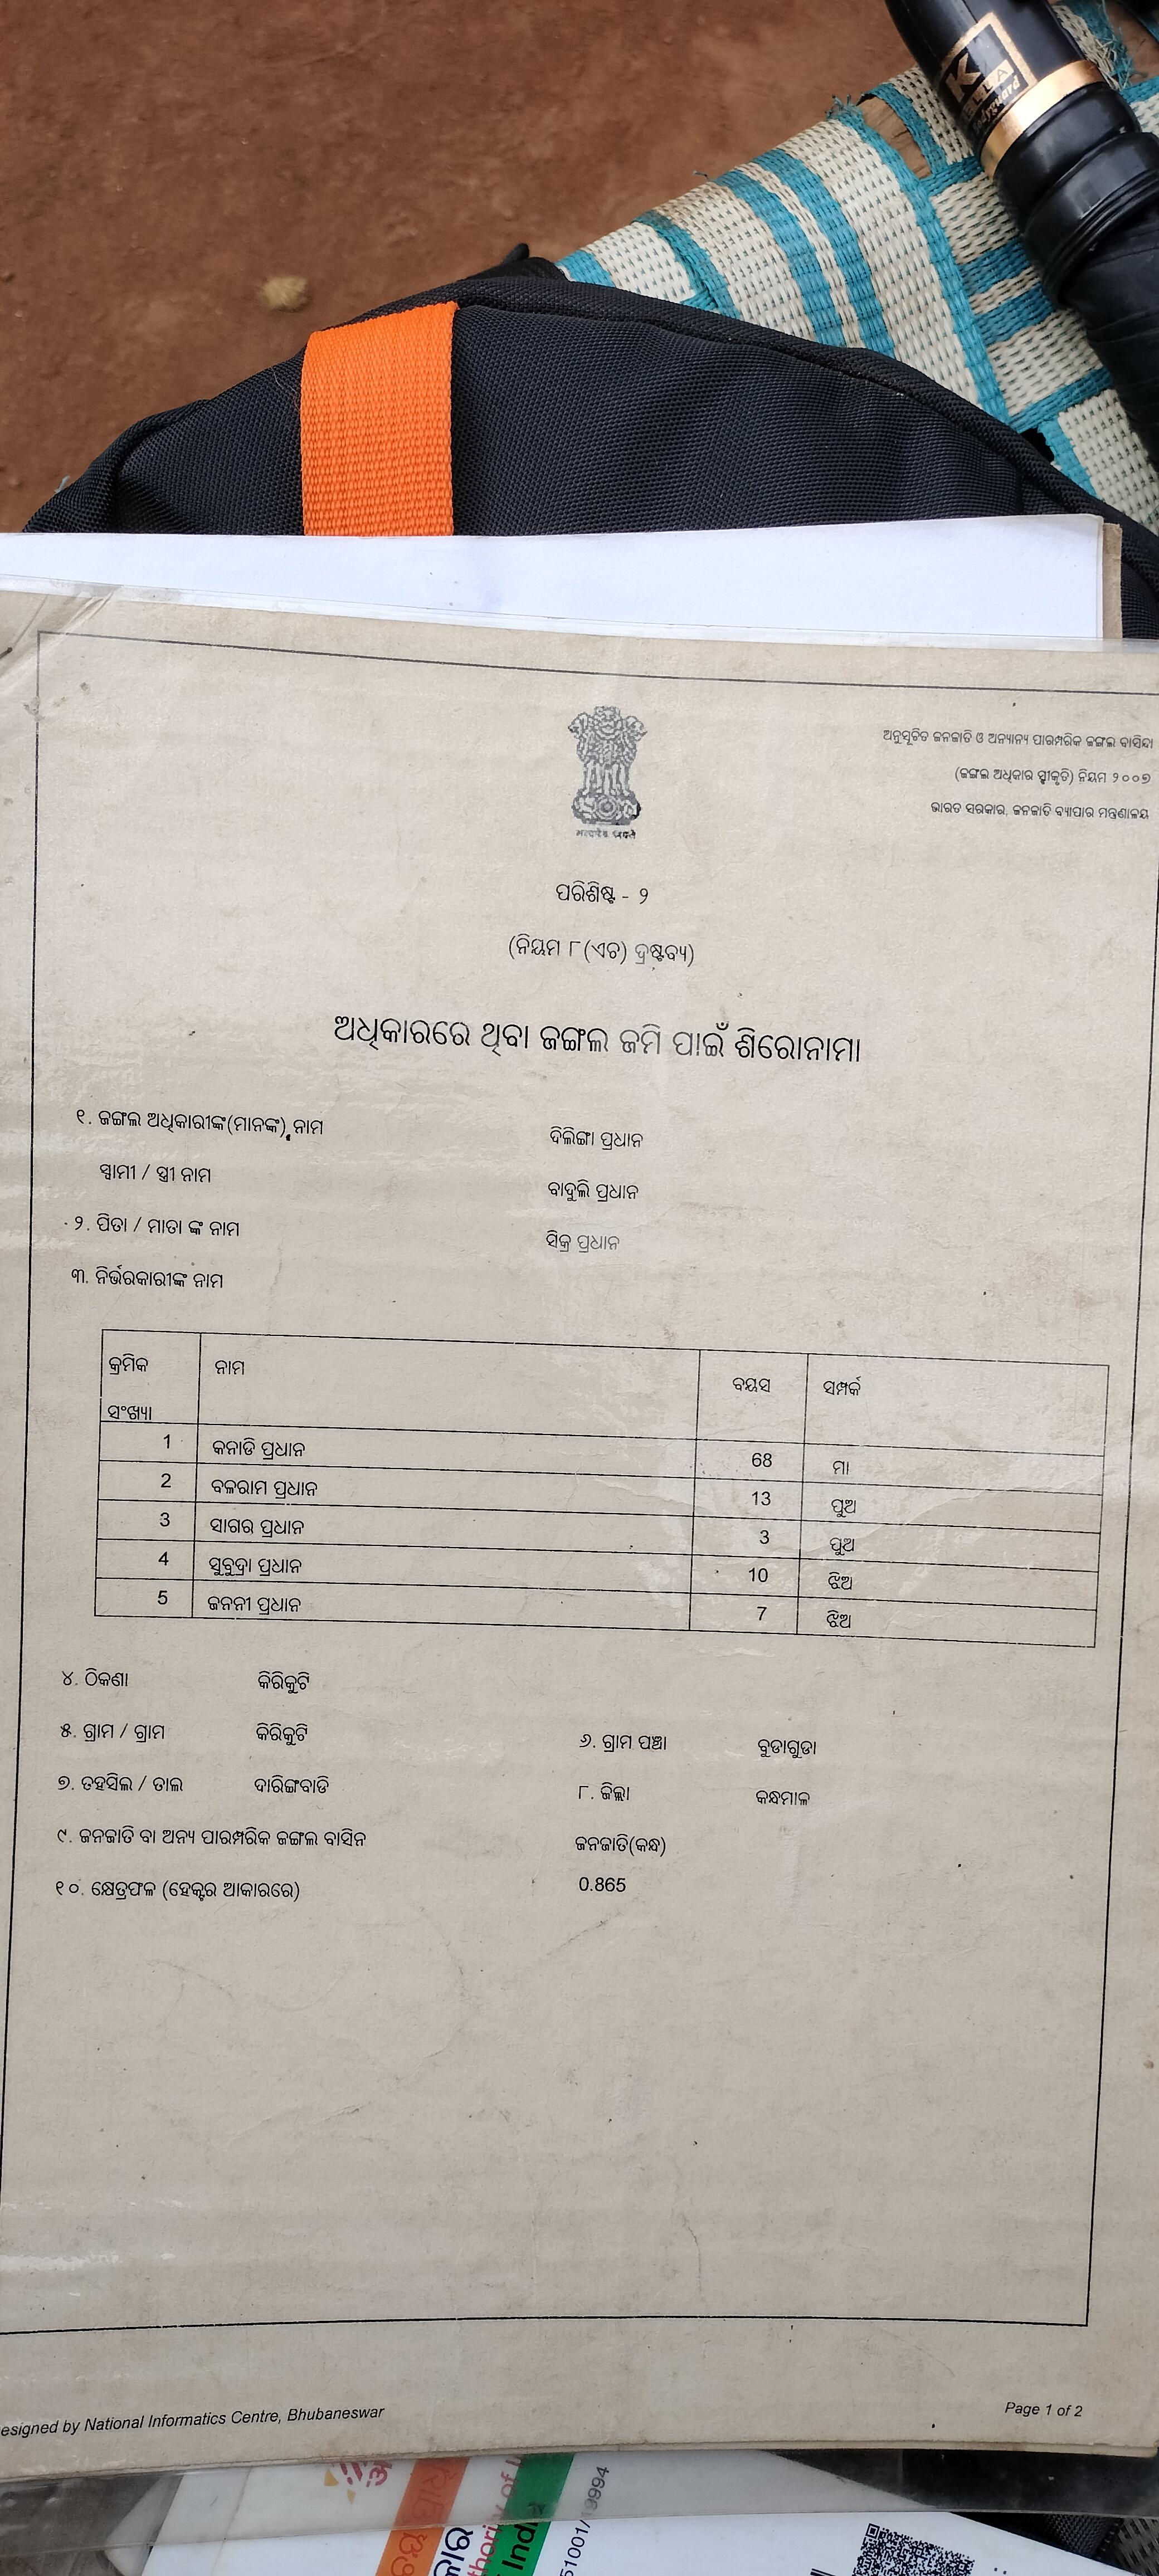 ଅନୁସୂଚିତ ଜନଜାତି ଓ ଅନ୍ୟାନ୍ୟ ପାରମ୍ପରିକ ଜଙ୍ଗଲ ବାସିନ୍ଦା
(ଜଙ୍ଗଲ ଅଧିକାର ସ୍ୱୀକୃତି) ନିୟମ ୨୦୦୭
ଭାରତ ସରକାର, ଜନଜାତି ବ୍ୟାପାର ମନ୍ତ୍ରଣାଳୟ
ପରିଶିଷ୍ଟ - ୨
(ନିୟମ ୮(ଏଚ) ଦ୍ରଷ୍ଟବ୍ୟ)
ଅଧିକାରରେ ଥିବା ଜଙ୍ଗଲ ଜମି ପାଇଁ ଶିରୋନାମା
୧. ଜଙ୍ଗଲ ଅଧିକାରୀଙ୍କ(ମାନଙ୍କ) ନାମ ଦିଲିଙ୍ଗା ପ୍ରଧାନ
ସ୍ୱାମୀ / ସ୍ତ୍ରୀ ନାମ ବାଦୁଲି ପ୍ରଧାନ
୨. ପିତା / ମାତା ଙ୍କ ନାମ ସିକ୍ର ପ୍ରଧାନ
୩. ନିର୍ଭରକାରୀଙ୍କ ନାମ
କ୍ରମିକ ସଂଖ୍ୟା ନାମ ବୟସ ସମ୍ପର୍କ
1 କନାଡି ପ୍ରଧାନ 68 ମା
2 ବଳରାମ ପ୍ରଧାନ 13 ପୁଅ
3 ସାଗର ପ୍ରଧାନ 3 ପୁଅ
4 ସୁବୁଦ୍ରା ପ୍ରଧାନ 10 ଝିଅ
5 ଜନନୀ ପ୍ରଧାନ 7 ଝିଅ
୪. ଠିକଣା କିରିକୁଟି
୫. ଗ୍ରାମ / ଗ୍ରାମ କିରିକୁଟି ୬. ଗ୍ରାମ ପଞ୍ଚା ବୁଡାଗୁଡା
୭. ତହସିଲ / ତାଲ ଦାରିଙ୍ଗବାଡି ୮. ଜିଲ୍ଲା କନ୍ଧମାଳ
୯. ଜନଜାତି ବା ଅନ୍ୟ ପାରମ୍ପରିକ ଜଙ୍ଗଲ ବାସିନ ଜନଜାତି(କନ୍ଧ)
୧୦. କ୍ଷେତ୍ରଫଳ (ହେକ୍ଟର ଆକାରରେ) 0.865
esigned by National Informatics Centre, Bhubaneswar Page 1 of 2